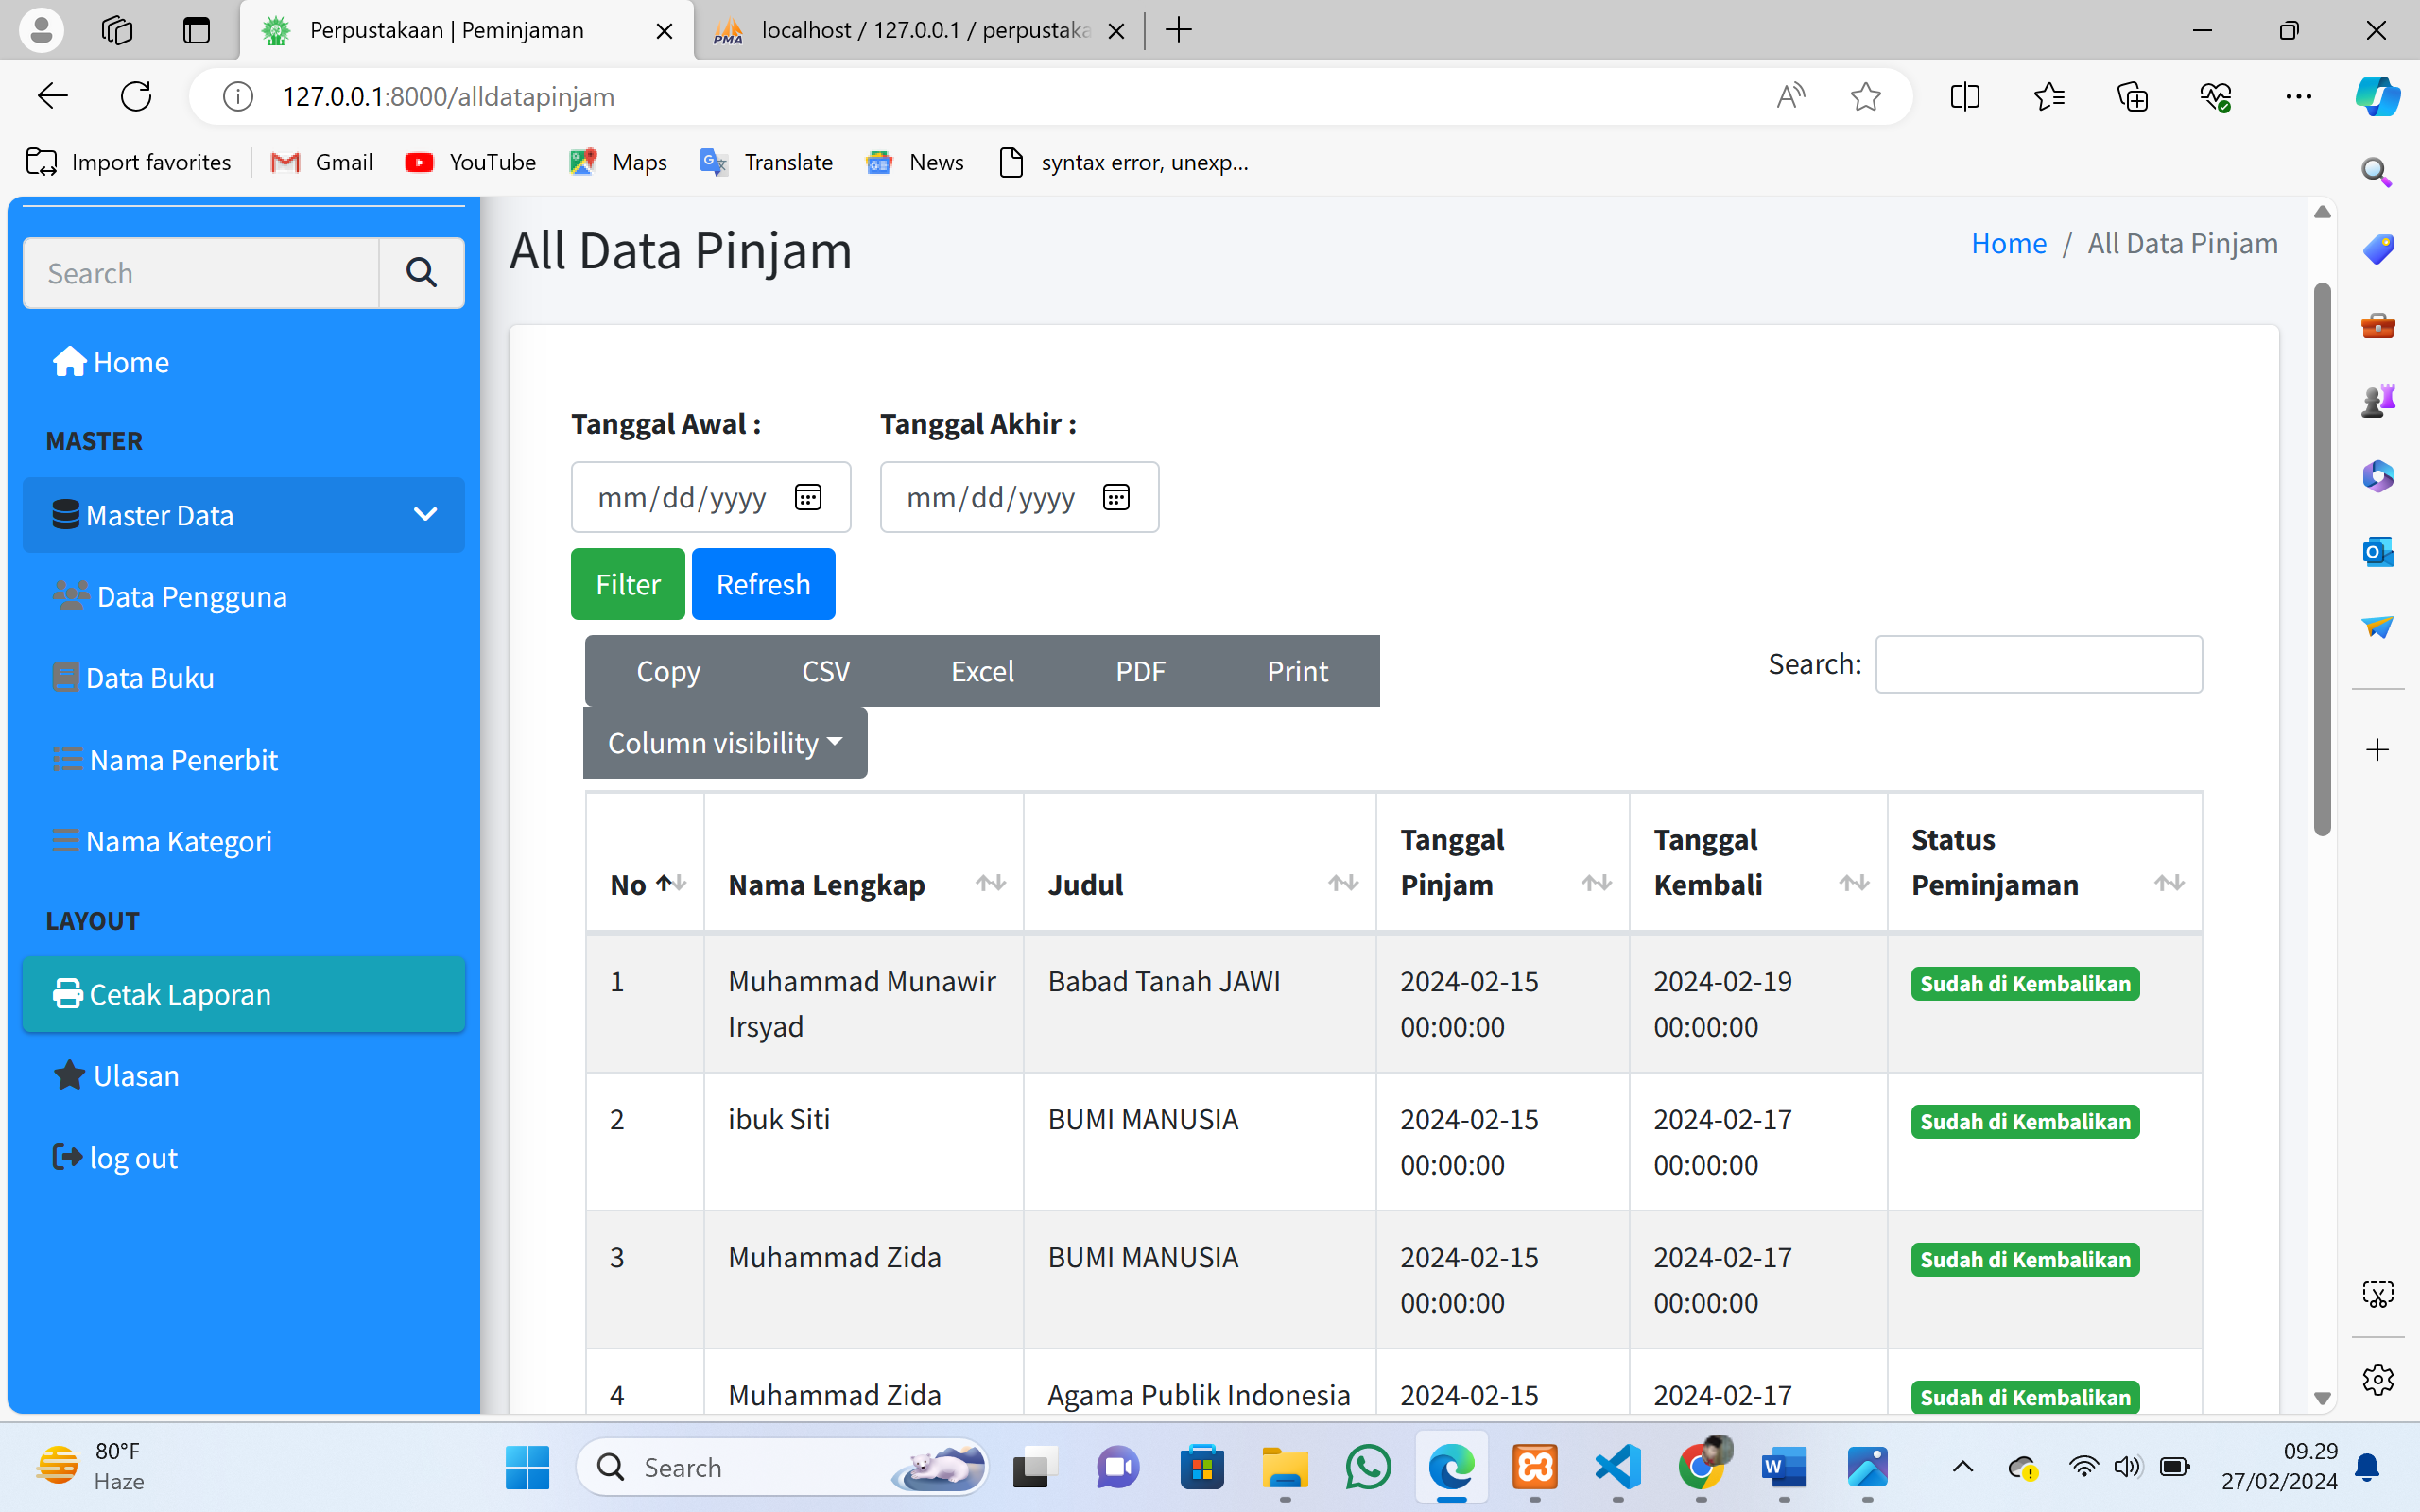 Perpustakaan | Peminjaman
localhost / 127.0.0.1 / perpustaka
127.0.0.1:8000/alldatapinjam
Import favorites
Gmail
YouTube
Maps
Translate
News
syntax error, unexp...
Search
Home
MASTER
Master Data
Data Pengguna
Data Buku
Nama Penerbit
Nama Kategori
LAYOUT
Cetak Laporan
Ulasan
log out
All Data Pinjam
Home / All Data Pinjam
Tanggal Awal : Tanggal Akhir :
mm/dd/yyyy mm/dd/yyyy
Filter Refresh
Copy CSV Excel PDF Print
Column visibility
Search:
No Nama Lengkap Judul Tanggal Pinjam Tanggal Kembali Status Peminjaman
1 Muhammad Munawir Irsyad Babad Tanah JAWI 2024-02-15 00:00:00 2024-02-19 00:00:00 Sudah di Kembalikan
2 ibuk Siti BUMI MANUSIA 2024-02-15 00:00:00 2024-02-17 00:00:00 Sudah di Kembalikan
3 Muhammad Zida BUMI MANUSIA 2024-02-15 00:00:00 2024-02-17 00:00:00 Sudah di Kembalikan
4 Muhammad Zida Agama Publik Indonesia 2024-02-15 2024-02-17 Sudah di Kembalikan
80°F
Haze
Search
09.29
27/02/2024